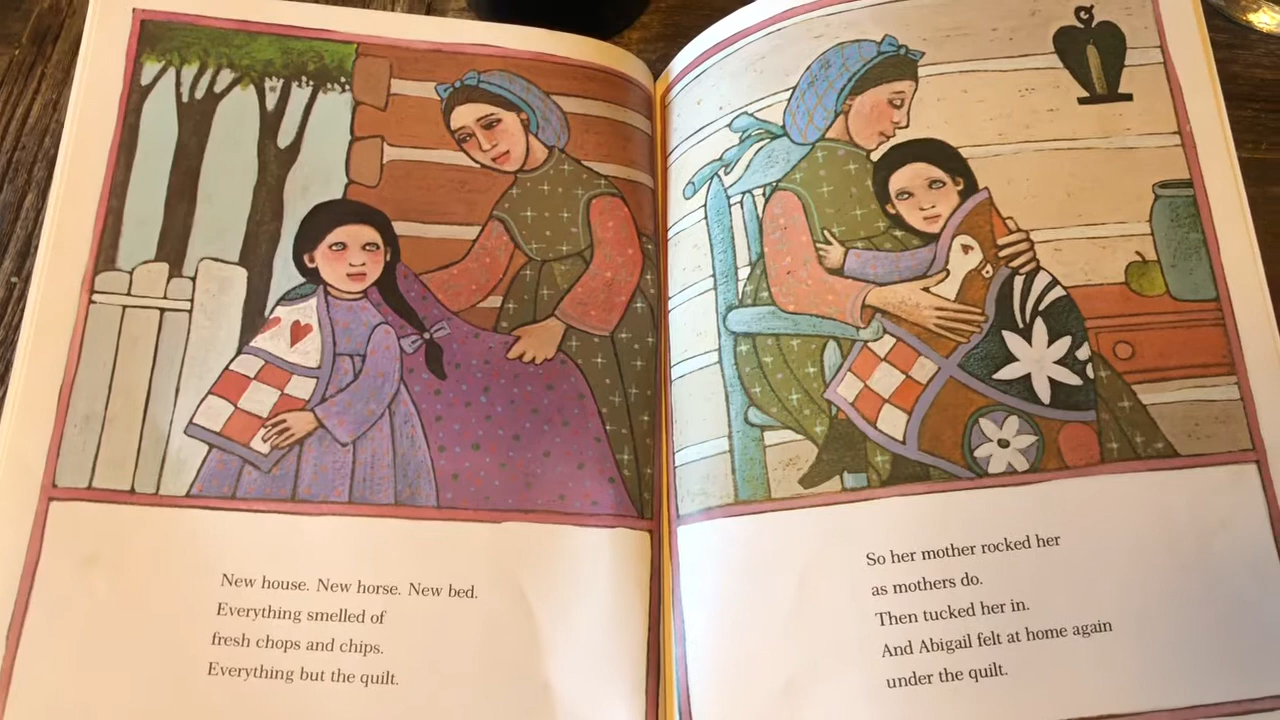 New house. New horse. New bed.
Everything smelled of
fresh chops and chips.
Everything but the quilt.
So her mother rocked her
as mothers do.
Then tucked her in.
And Abigail felt at home again
under the quilt.